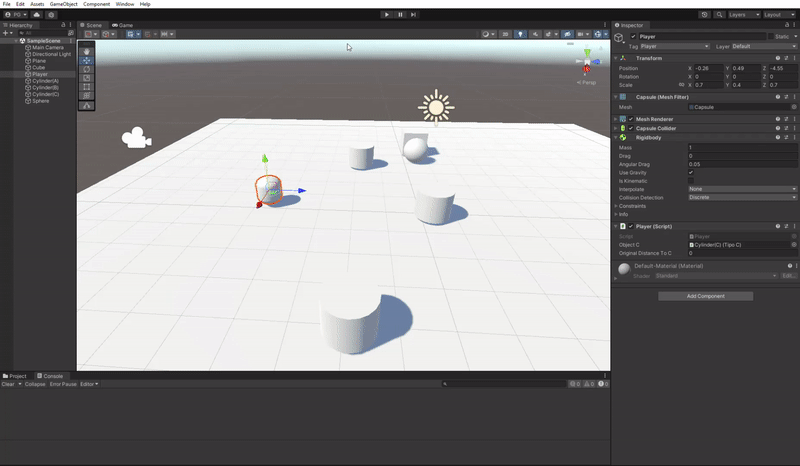 File Edit Assets GameObject Component Window Help
PG
Layers Layout
Hierarchy
All
SampleScene
Main Camera
Directional Light
Plane
Cube
Player
Cylinder(A)
Cylinder(B)
Cylinder(C)
Sphere
Scene Game
Persp
Inspector
Player Static
Tag Player Layer Default
Transform
Position X -0.26 Y 0.49 Z -4.55
Rotation X 0 Y 0 Z 0
Scale X 0.7 Y 0.4 Z 0.7
Capsule (Mesh Filter)
Mesh Capsule
Mesh Renderer
Capsule Collider
Rigidbody
Mass 1
Drag 0
Angular Drag 0.05
Use Gravity
Is Kinematic
Interpolate None
Collision Detection Discrete
Constraints
Info
Player (Script)
Script Player
Object C Cylinder(C) (Tipo C)
Original Distance To C 0
Default-Material (Material)
Shader Standard Edit...
Add Component
Project Console
Clear Collapse Error Pause Editor
0 0 0